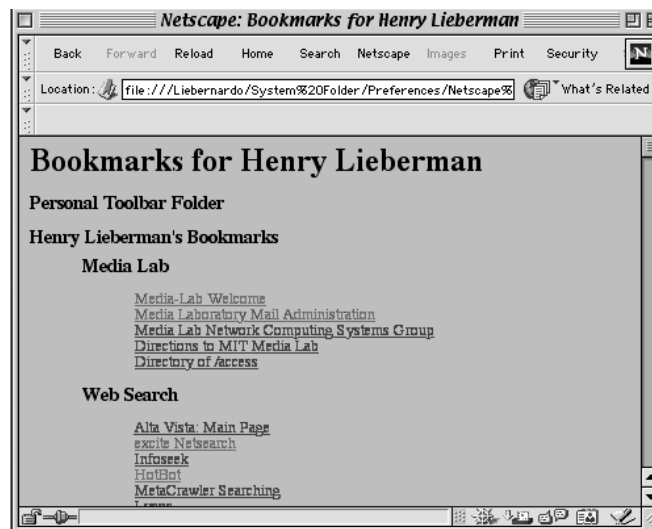 Netscape: Bookmarks for Henry Lieberman
Back Forward Reload Home Search Netscape Images Print Security N
Location: file:///Liebernardo/System%20Folder/Preferences/Netscape% What's Related
Bookmarks for Henry Lieberman
Personal Toolbar Folder
Henry Lieberman's Bookmarks
Media Lab
Media-Lab Welcome
Media Laboratory Mail Administration
Media Lab Network Computing Systems Group
Directions to MIT Media Lab
Directory of /access
Web Search
Alta Vista: Main Page
excite Netsearch
Infoseek
HotBot
MetaCrawler Searching